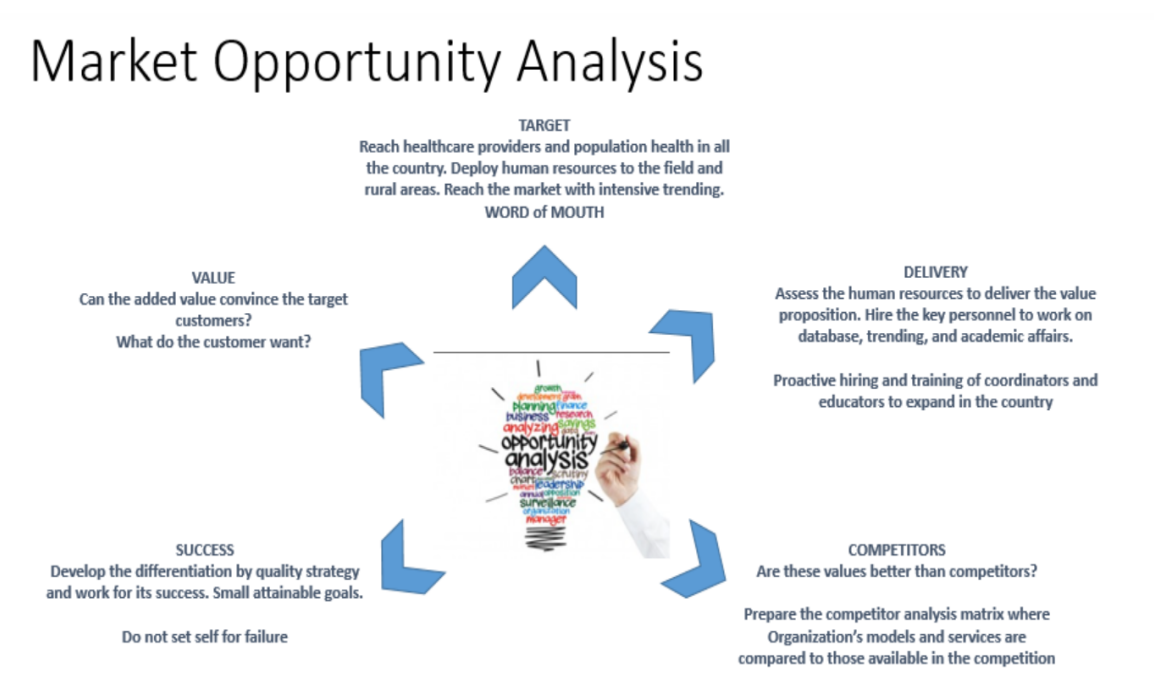 Market Opportunity Analysis
TARGET
Reach healthcare providers and population health in all
the country. Deploy human resources to the field and
rural areas. Reach the market with intensive trending.
WORD of MOUTH
VALUE
Can the added value convince the target
customers?
What do the customer want?
DELIVERY
Assess the human resources to deliver the value
proposition. Hire the key personnel to work on
database, trending, and academic affairs.
Proactive hiring and training of coordinators and
educators to expand in the country
growth
development
planning finance
business research
analyzing savings
opportunity
analysis
balance scrutiny
chart
market leadership
annual opposition
surveillance
organization
manager
SUCCESS
Develop the differentiation by quality strategy
and work for its success. Small attainable goals.
Do not set self for failure
COMPETITORS
Are these values better than competitors?
Prepare the competitor analysis matrix where
Organization's models and services are
compared to those available in the competition